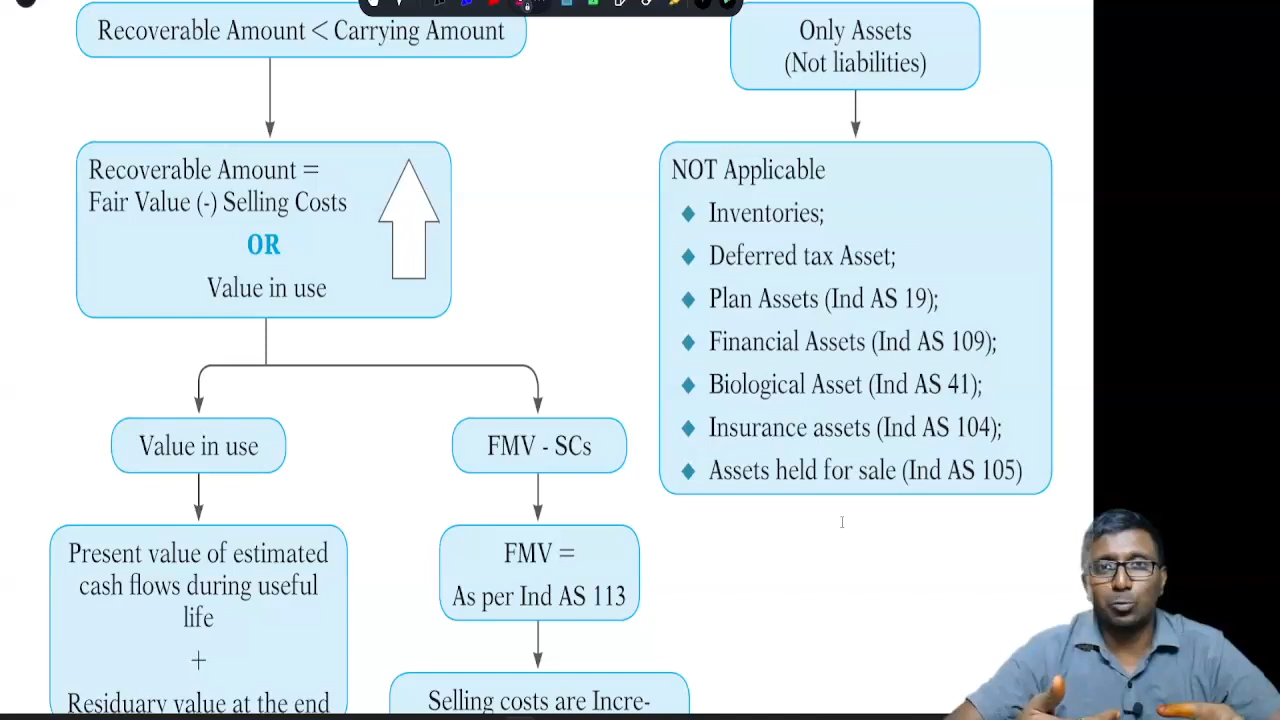 Recoverable Amount < Carrying Amount
Recoverable Amount =
Fair Value (-) Selling Costs
OR
Value in use
Value in use
FMV - SCs
Present value of estimated
cash flows during useful
life
+
Residuary value at the end
FMV =
As per Ind AS 113
Selling costs are Incre-
Only Assets
(Not liabilities)
NOT Applicable
Inventories;
Deferred tax Asset;
Plan Assets (Ind AS 19);
Financial Assets (Ind AS 109);
Biological Asset (Ind AS 41);
Insurance assets (Ind AS 104);
Assets held for sale (Ind AS 105)